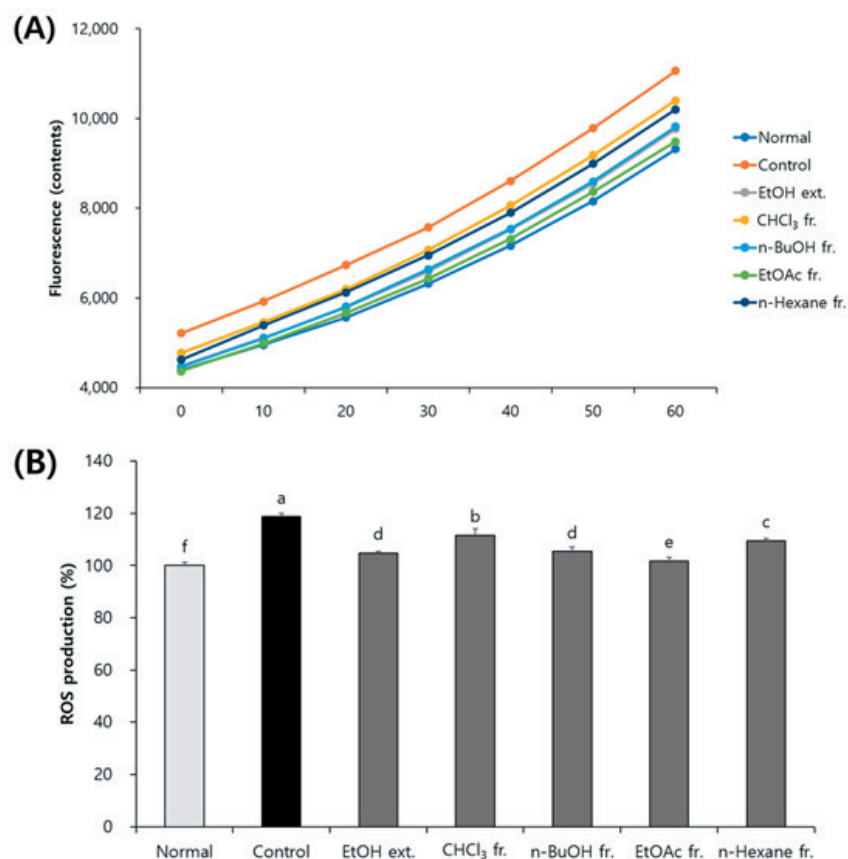 (A)
12,000
10,000
8,000
6,000
4,000
Fluorescence (contents)
0 10 20 30 40 50 60
Normal
Control
EtOH ext.
CHCl₃ fr.
n-BuOH fr.
EtOAc fr.
n-Hexane fr.
(B)
140
120
100
80
60
40
20
0
ROS production (%)
f a d b d e c
Normal Control EtOH ext. CHCl₃ fr. n-BuOH fr. EtOAc fr. n-Hexane fr.